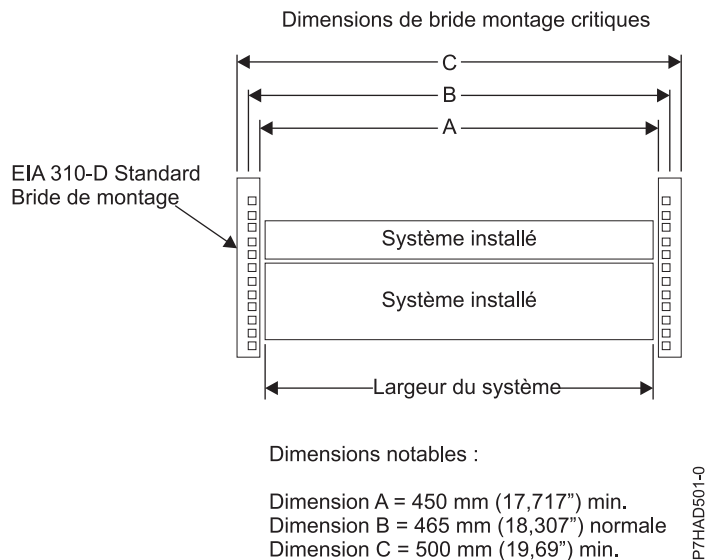 Dimensions de bride montage critiques
C
B
A
EIA 310-D Standard
Bride de montage
Système installé
Système installé
Largeur du système
Dimensions notables :
Dimension A = 450 mm (17,717”) min.
Dimension B = 465 mm (18,307”) normale
Dimension C = 500 mm (19,69”) min.
P7HAD501-0